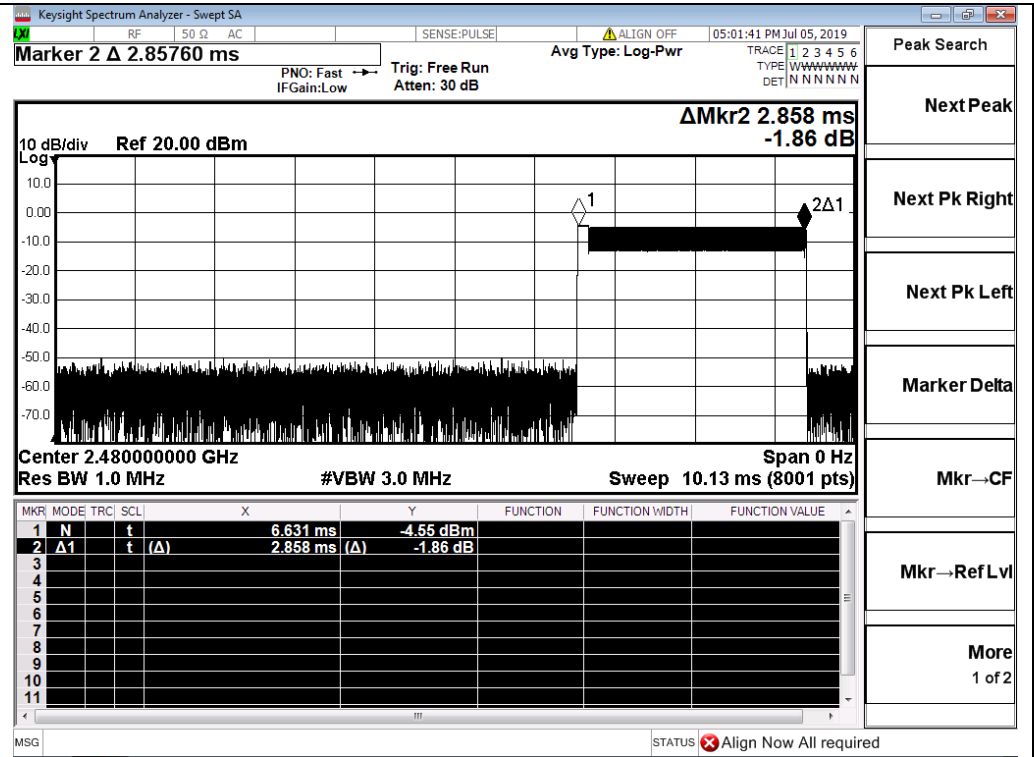 Keysight Spectrum Analyzer - Swept SA
LXI RF 50 Ω AC SENSE:PULSE ALIGN OFF 05:01:41 PM Jul 05, 2019
Marker 2 Δ 2.85760 ms
PNO: Fast
IFGain:Low
Trig: Free Run
Atten: 30 dB
Avg Type: Log-Pwr
TRACE 1 2 3 4 5 6
TYPE WWWWWW
DET N N N N N N
ΔMkr2 2.858 ms
-1.86 dB
10 dB/div Ref 20.00 dBm
Log
10.0
0.00
-10.0
-20.0
-30.0
-40.0
-50.0
-60.0
-70.0
1
2Δ1
Center 2.480000000 GHz Span 0 Hz
Res BW 1.0 MHz #VBW 3.0 MHz Sweep 10.13 ms (8001 pts)
MKR MODE TRC SCL X Y FUNCTION FUNCTION WIDTH FUNCTION VALUE
1 N t 6.631 ms -4.55 dBm
2 Δ1 t (Δ) 2.858 ms (Δ) -1.86 dB
3
4
5
6
7
8
9
10
11
MSG STATUS Align Now All required
Peak Search
Next Peak
Next Pk Right
Next Pk Left
Marker Delta
Mkr→CF
Mkr→Ref Lvl
More
1 of 2